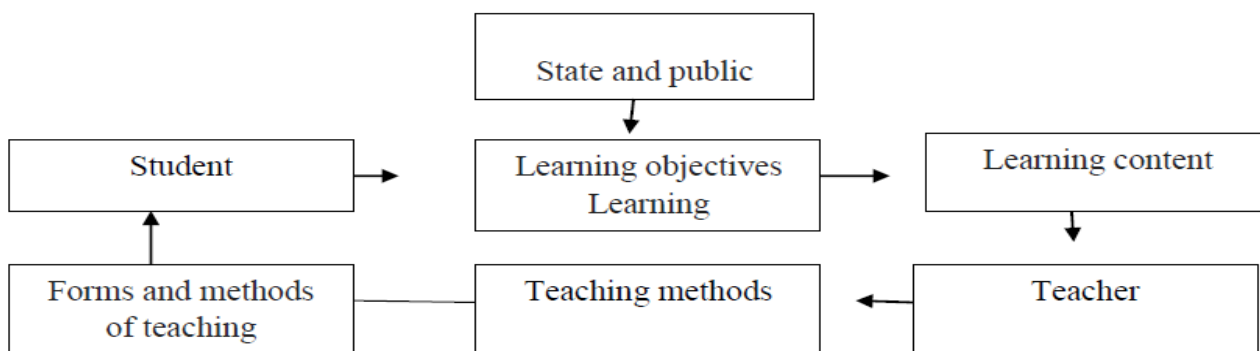 State and public
Student
Learning objectives
Learning
Learning content
Forms and methods
of teaching
Teaching methods
Teacher